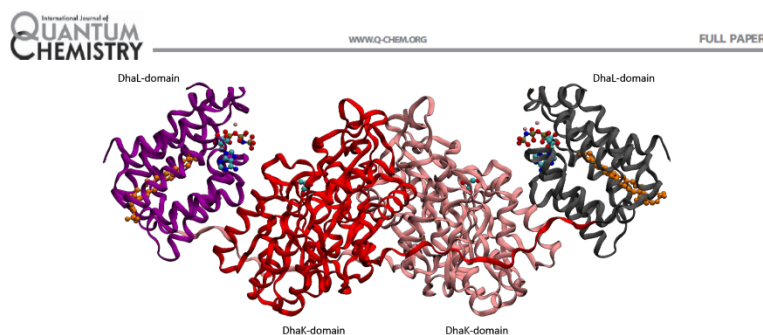 International Journal of
QUANTUM
CHEMISTRY
WWW.Q-CHEM.ORG
FULL PAPER
DhaL-domain
DhaL-domain
DhaK-domain
DhaK-domain